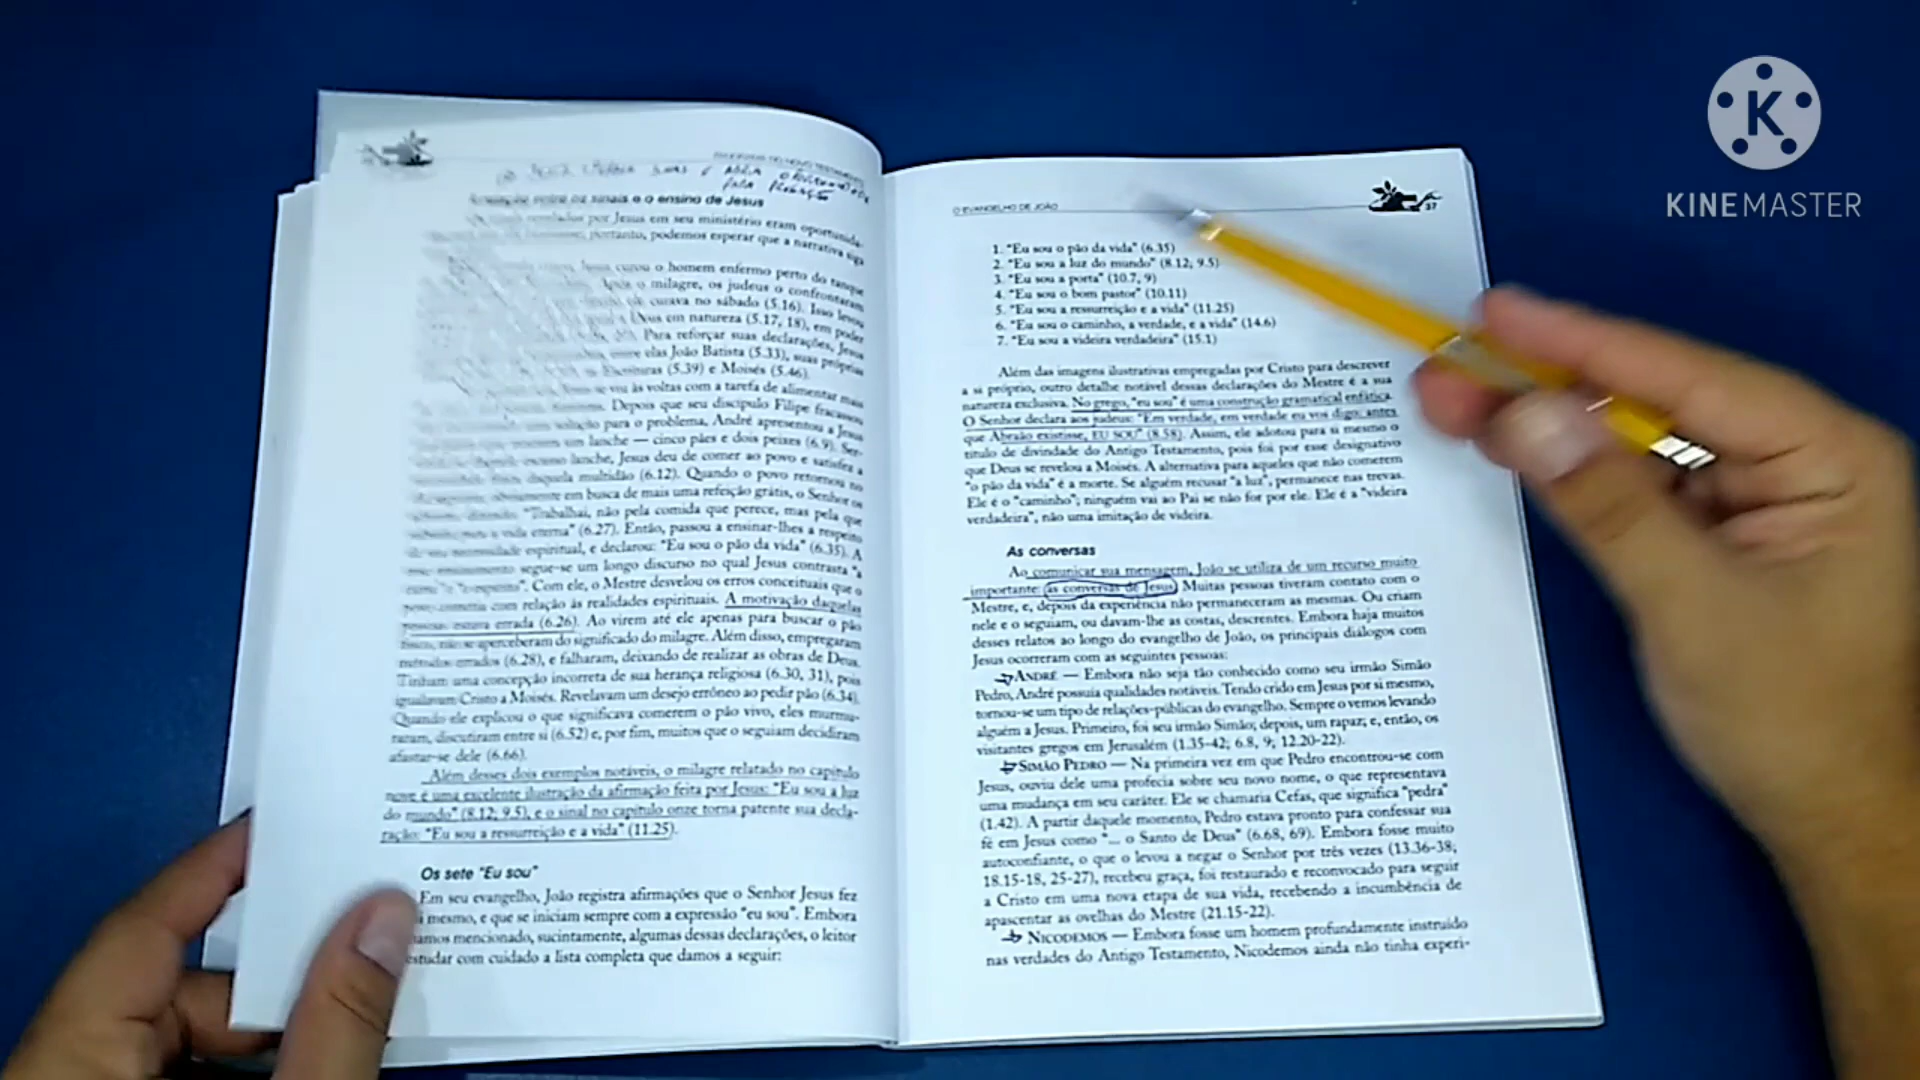 Relação entre os sinais e o ensino de Jesus
por Jesus em seu ministério eram oportunida-
portanto, podemos esperar que a narrativa siga
Jesus curou o homem enfermo perto do tanque
Após o milagre, os judeus o confrontaram
curava no sábado (5.16). Isso levou
Deus em natureza (5.17, 18), em poder
Para reforçar suas declarações, Jesus
entre elas João Batista (5.33), suas próprias
Escrituras (5.39) e Moisés (5.46).
se viu às voltas com a tarefa de alimentar mais
Depois que seu discípulo Filipe fracassou
solução para o problema, André apresentou a Jesus
um lanche — cinco pães e dois peixes (6.9). Ser-
lanche, Jesus deu de comer ao povo e satisfez a
daquela multidão (6.12). Quando o povo retornou no
em busca de mais uma refeição grátis, o Senhor os
"Trabalhai, não pela comida que perece, mas pela que
a vida eterna" (6.27). Então, passou a ensinar-lhes a respeito
de sua necessidade espiritual, e declarou: "Eu sou o pão da vida" (6.35). A
esse ensinamento segue-se um longo discurso no qual Jesus contrasta "a
carne" e "o espírito". Com ele, o Mestre desvelou os erros conceituais que o
povo cometia com relação às realidades espirituais. A motivação daquelas
pessoas estava errada (6.26). Ao virem até ele apenas para buscar o pão
físico, não se aperceberam do significado do milagre. Além disso, empregaram
métodos errados (6.28), e falharam, deixando de realizar as obras de Deus.
Tinham uma concepção incorreta de sua herança religiosa (6.30, 31), pois
igualavam Cristo a Moisés. Revelavam um desejo errôneo ao pedir pão (6.34).
Quando ele explicou o que significava comerem o pão vivo, eles murmu-
raram, discutiram entre si (6.52) e, por fim, muitos que o seguiam decidiram
afastar-se dele (6.66).
Além desses dois exemplos notáveis, o milagre relatado no capítulo
nove é uma excelente ilustração da afirmação feita por Jesus: "Eu sou a luz
do mundo" (8.12; 9.5), e o sinal no capítulo onze torna patente sua decla-
ração: "Eu sou a ressurreição e a vida" (11.25).
Os sete "Eu sou"
Em seu evangelho, João registra afirmações que o Senhor Jesus fez
si mesmo, e que se iniciam sempre com a expressão "eu sou". Embora
mencionado, sucintamente, algumas dessas declarações, o leitor
estudar com cuidado a lista completa que damos a seguir:
O EVANGELHO DE JOÃO 37
1. "Eu sou o pão da vida" (6.35)
2. "Eu sou a luz do mundo" (8.12; 9.5)
3. "Eu sou a porta" (10.7, 9)
4. "Eu sou o bom pastor" (10.11)
5. "Eu sou a ressurreição e a vida" (11.25)
6. "Eu sou o caminho, a verdade, e a vida" (14.6)
7. "Eu sou a videira verdadeira" (15.1)
Além das imagens ilustrativas empregadas por Cristo para descrever
a si próprio, outro detalhe notável dessas declarações do Mestre é a sua
natureza exclusiva. No grego, "eu sou" é uma construção gramatical enfática.
O Senhor declara aos judeus: "Em verdade, em verdade eu vos digo: antes
que Abraão existisse, EU SOU" (8.58). Assim, ele adotou para si mesmo o
título de divindade do Antigo Testamento, pois foi por esse designativo
que Deus se revelou a Moisés. A alternativa para aqueles que não comerem
"o pão da vida" é a morte. Se alguém recusar "a luz", permanece nas trevas.
Ele é o "caminho"; ninguém vai ao Pai se não for por ele. Ele é a "videira
verdadeira", não uma imitação de videira.
As conversas
Ao comunicar sua mensagem, João se utiliza de um recurso muito
importante: as conversas de Jesus. Muitas pessoas tiveram contato com o
Mestre, e, depois da experiência não permaneceram as mesmas. Ou criam
nele e o seguiam, ou davam-lhe as costas, descrentes. Embora haja muitos
desses relatos ao longo do evangelho de João, os principais diálogos com
Jesus ocorreram com as seguintes pessoas:
ANDRÉ — Embora não seja tão conhecido como seu irmão Simão
Pedro, André possuía qualidades notáveis. Tendo crido em Jesus por si mesmo,
tornou-se um tipo de relações-públicas do evangelho. Sempre o vemos levando
alguém a Jesus. Primeiro, foi seu irmão Simão; depois, um rapaz; e, então, os
visitantes gregos em Jerusalém (1.35-42; 6.8, 9; 12.20-22).
SIMÃO PEDRO — Na primeira vez em que Pedro encontrou-se com
Jesus, ouviu dele uma profecia sobre seu novo nome, o que representava
uma mudança em seu caráter. Ele se chamaria Cefas, que significa "pedra"
(1.42). A partir daquele momento, Pedro estava pronto para confessar sua
fé em Jesus como "... o Santo de Deus" (6.68, 69). Embora fosse muito
autoconfiante, o que o levou a negar o Senhor por três vezes (13.36-38;
18.15-18, 25-27), recebeu graça, foi restaurado e reconvocado para seguir
a Cristo em uma nova etapa de sua vida, recebendo a incumbência de
apascentar as ovelhas do Mestre (21.15-22).
NICODEMOS — Embora fosse um homem profundamente instruído
nas verdades do Antigo Testamento, Nicodemos ainda não tinha experi-
K
KINEMASTER